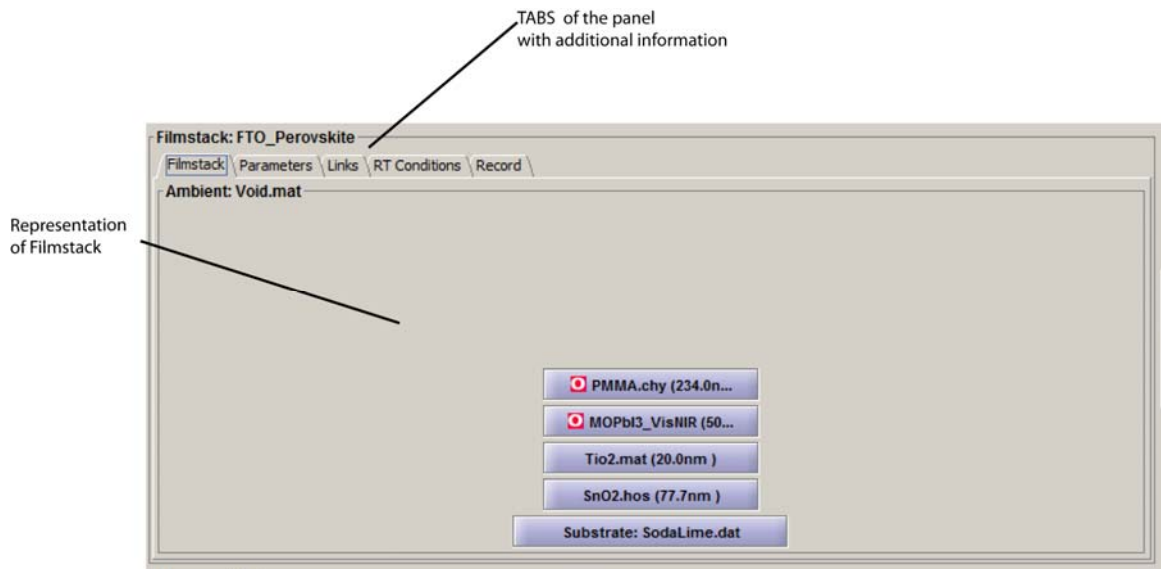 TABS of the panel
with additional information
Filmstack: FTO_Perovskite
Filmstack Parameters Links RT Conditions Record
Ambient: Void.mat
Representation
of Filmstack
PMMA.chy (234.0n...
MOPbI3_VisNIR (50...
Tio2.mat (20.0nm )
SnO2.hos (77.7nm )
Substrate: SodaLime.dat